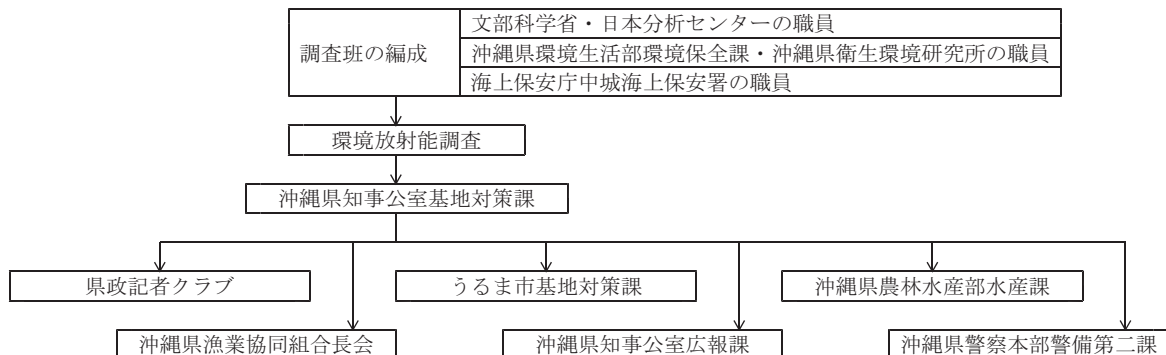 調査班の編成
文部科学省・日本分析センターの職員
沖縄県環境生活部環境保全課・沖縄県衛生環境研究所の職員
海上保安庁中城海上保安署の職員
環境放射能調査
沖縄県知事公室基地対策課
県政記者クラブ
うるま市基地対策課
沖縄県農林水産部水産課
沖縄県漁業協同組合長会
沖縄県知事公室広報課
沖縄県警察本部警備第二課